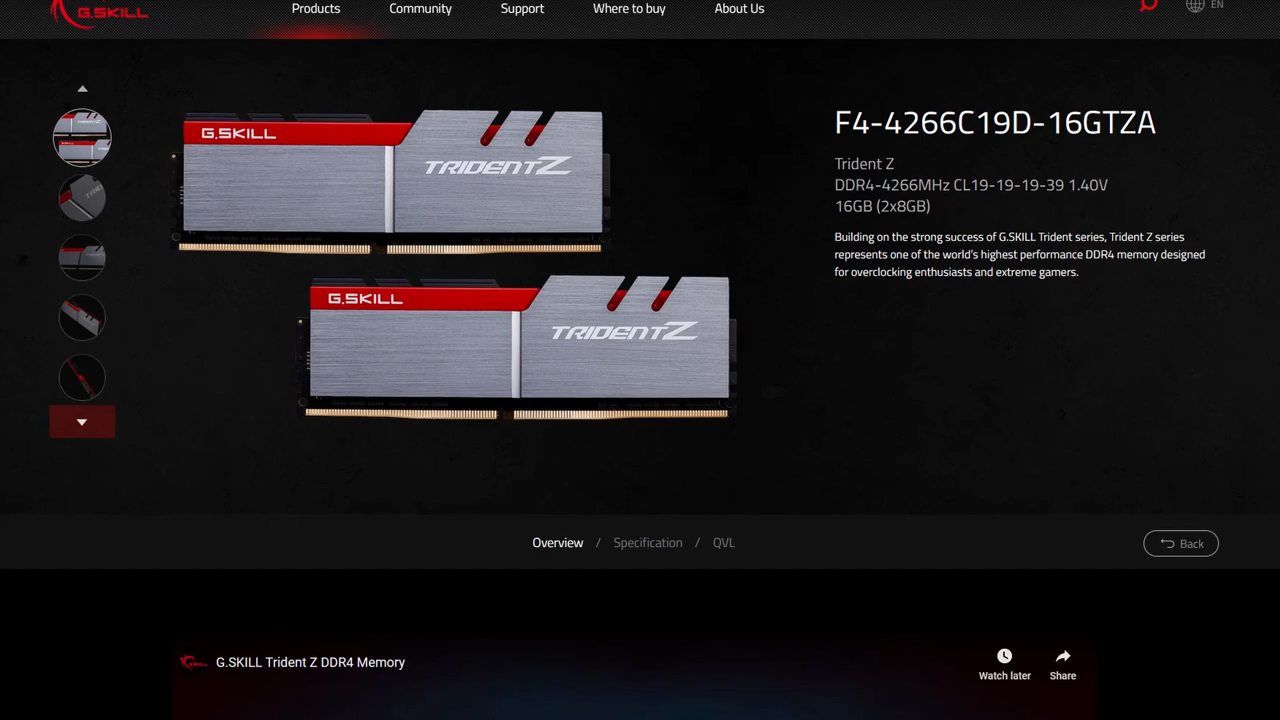 G.SKILL
Products
Community
Support
Where to buy
About Us
EN
G.SKILL
TRIDENTZ
G.SKILL
TRIDENTZ
F4-4266C19D-16GTZA
Trident Z
DDR4-4266MHz CL19-19-19-39 1.40V
16GB (2x8GB)
Building on the strong success of G.SKILL Trident series, Trident Z series
represents one of the world's highest performance DDR4 memory designed
for overclocking enthusiasts and extreme gamers.
Overview / Specification / QVL
Back
G.SKILL Trident Z DDR4 Memory
Watch later
Share